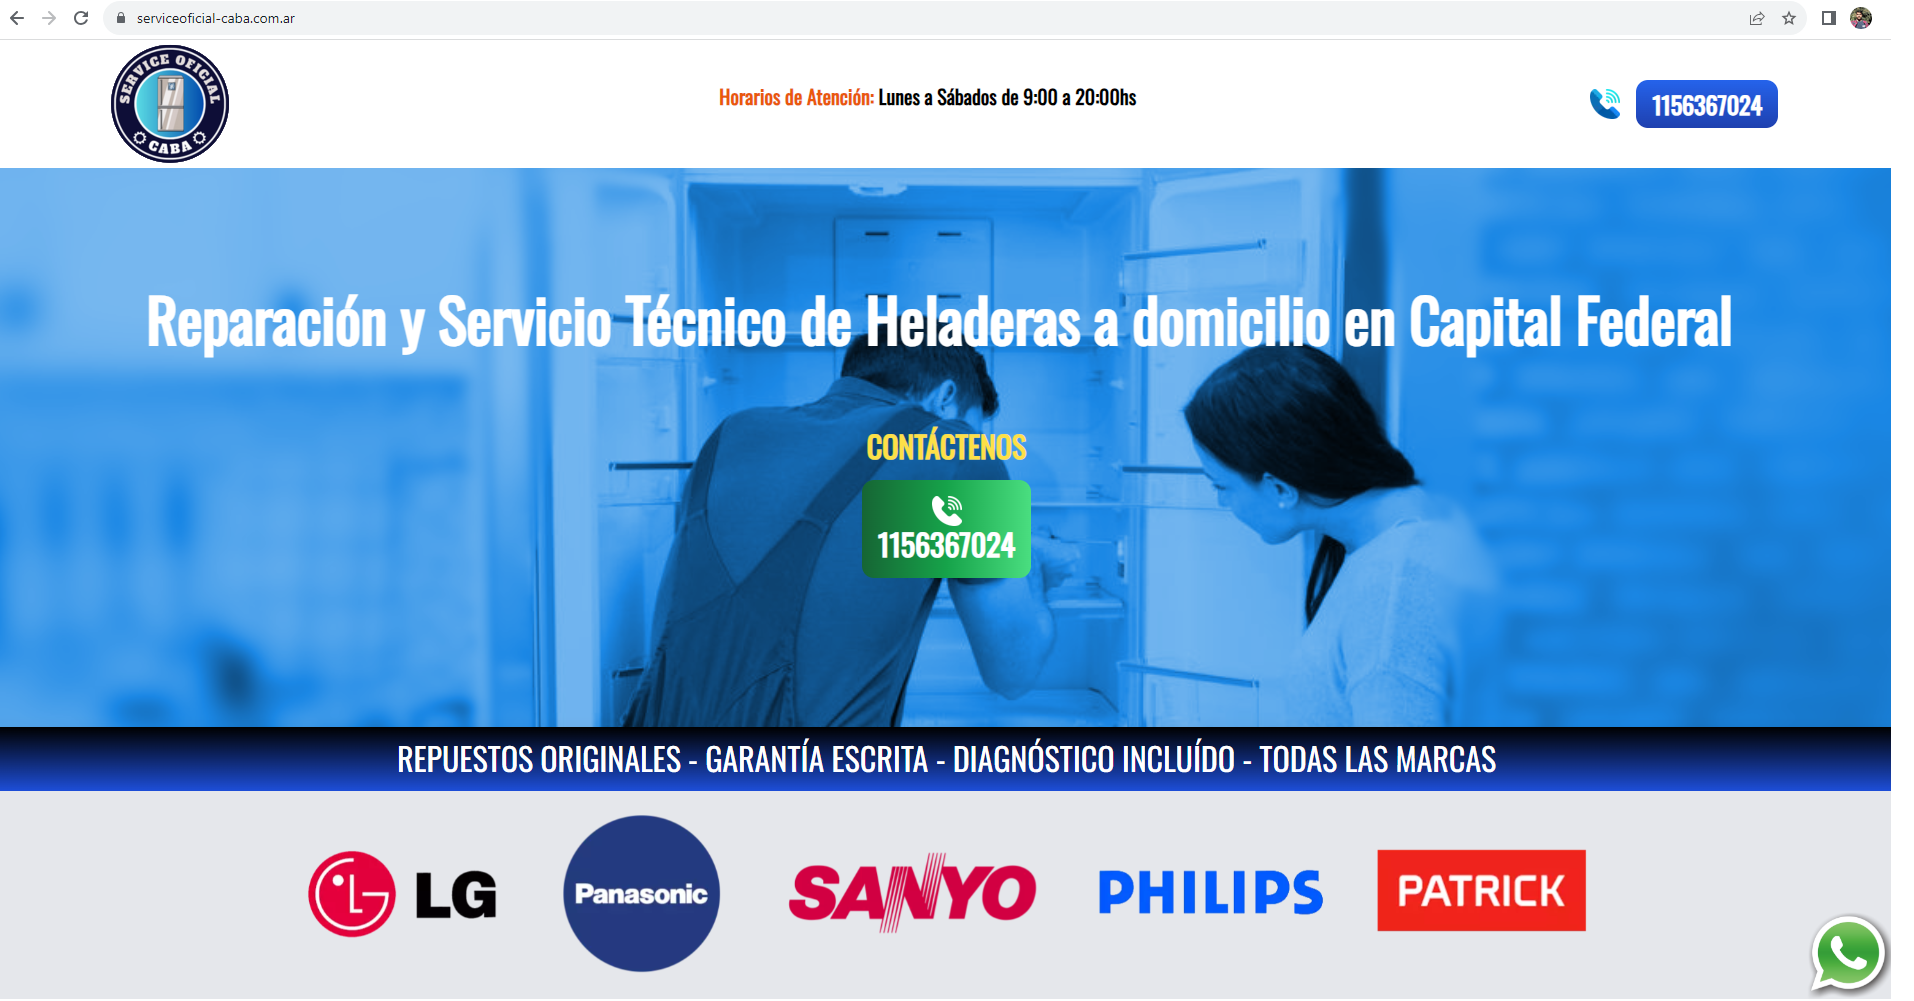 serviceoficial-caba.com.ar
SERVICE OFICIAL
CABA
Horarios de Atención: Lunes a Sábados de 9:00 a 20:00hs
1156367024
Reparación y Servicio Técnico de Heladeras a domicilio en Capital Federal
CONTÁCTENOS
1156367024
REPUESTOS ORIGINALES - GARANTÍA ESCRITA - DIAGNÓSTICO INCLUÍDO - TODAS LAS MARCAS
LG
Panasonic
SANYO
PHILIPS
PATRICK